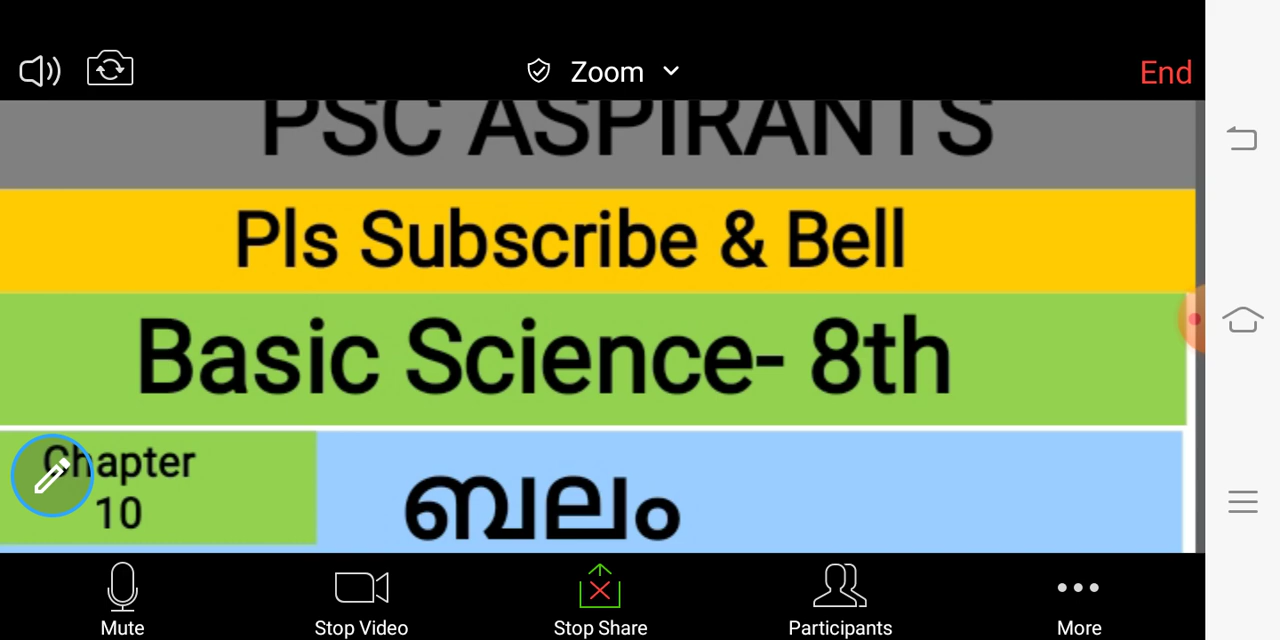 Zoom
End
PSC ASPIRANTS
Pls Subscribe & Bell
Basic Science- 8th
Chapter
10
ബലം
Mute
Stop Video
Stop Share
Participants
More